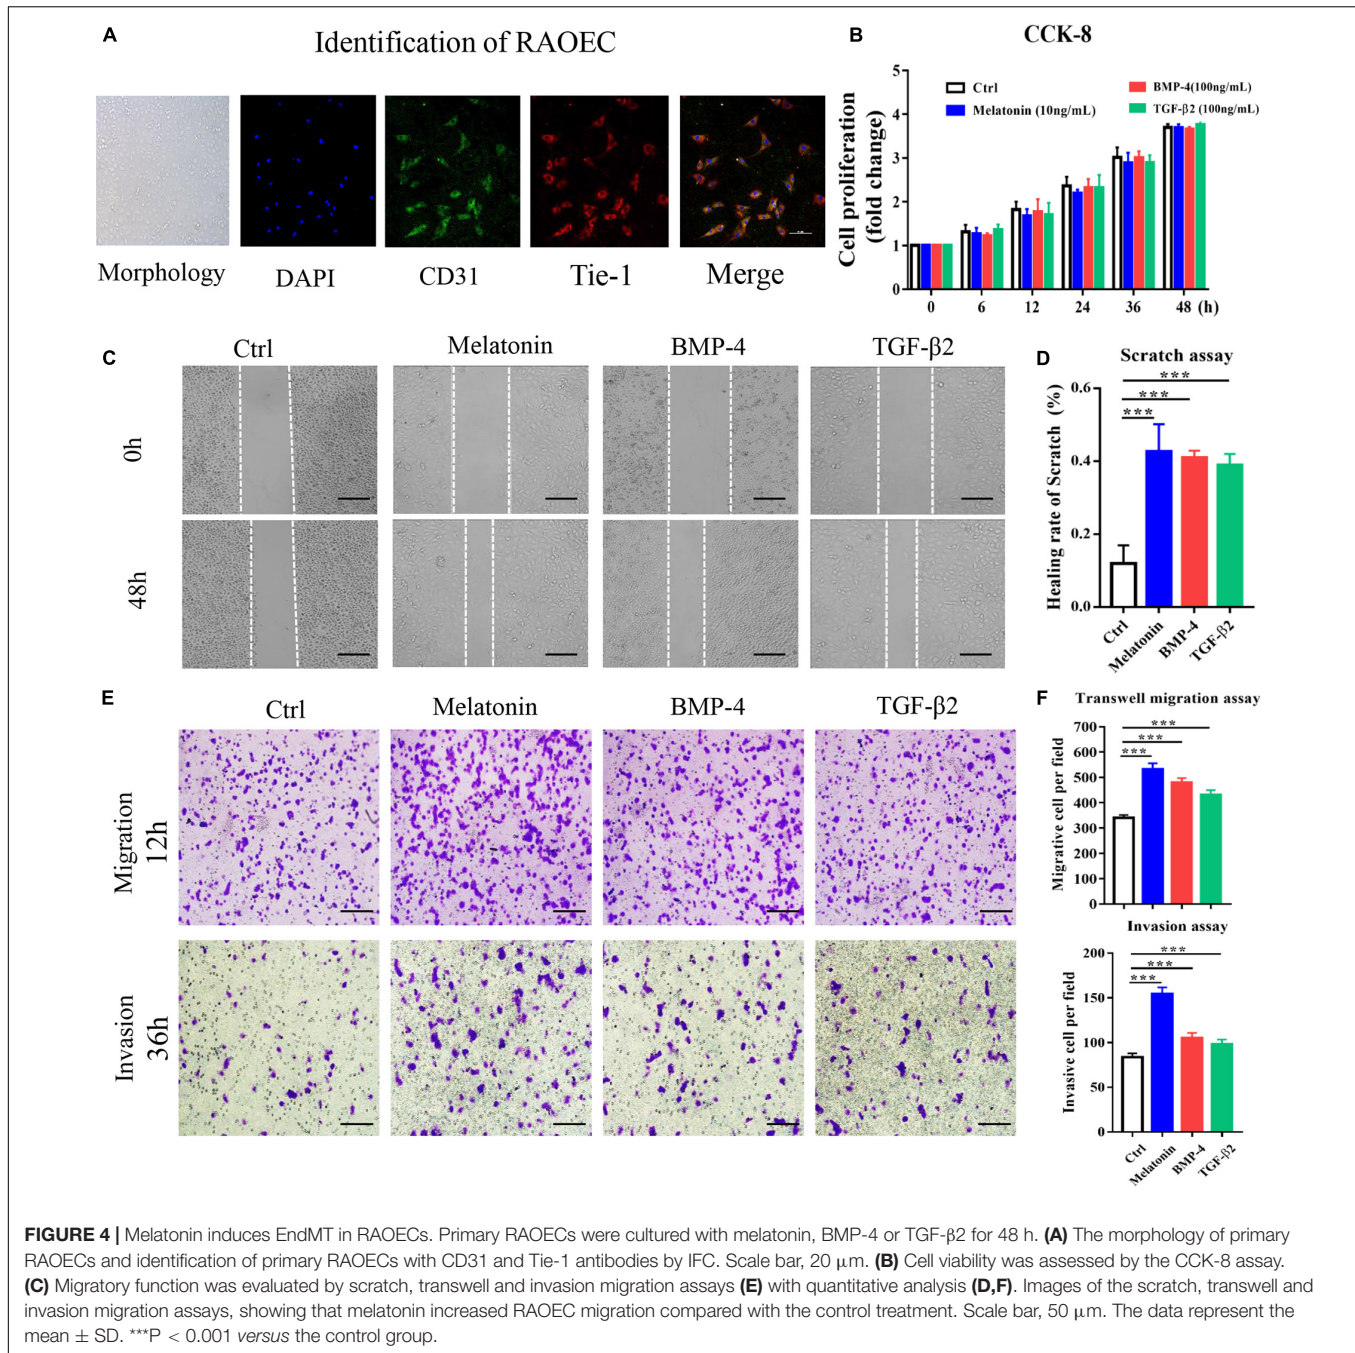 A
Identification of RAOEC
Morphology
DAPI
CD31
Tie-1
Merge
B
CCK-8
Ctrl
Melatonin (10ng/mL)
BMP-4(100ng/mL)
TGF-β2 (100ng/mL)
Cell proliferation
(fold change)
5
4
3
2
1
0
0 6 12 24 36 48 (h)
C
Ctrl
Melatonin
BMP-4
TGF-β2
0h
48h
D
Scratch assay
Healing rate of Scratch (%)
0.6
0.4
0.2
0.0
***
***
***
Ctrl
Melatonin
BMP-4
TGF-β2
E
Ctrl
Melatonin
BMP-4
TGF-β2
Migration
12h
Invasion
36h
F
Transwell migration assay
Migrative cell per field
700
600
500
400
300
200
100
0
***
***
***
Invasion assay
Invasive cell per field
200
150
100
50
0
***
***
***
Ctrl
Melatonin
BMP-4
TGF-β2
FIGURE 4 | Melatonin induces EndMT in RAOECs. Primary RAOECs were cultured with melatonin, BMP-4 or TGF-β2 for 48 h. (A) The morphology of primary
RAOECs and identification of primary RAOECs with CD31 and Tie-1 antibodies by IFC. Scale bar, 20 μm. (B) Cell viability was assessed by the CCK-8 assay.
(C) Migratory function was evaluated by scratch, transwell and invasion migration assays (E) with quantitative analysis (D,F). Images of the scratch, transwell and
invasion migration assays, showing that melatonin increased RAOEC migration compared with the control treatment. Scale bar, 50 μm. The data represent the
mean ± SD. ***P < 0.001 versus the control group.